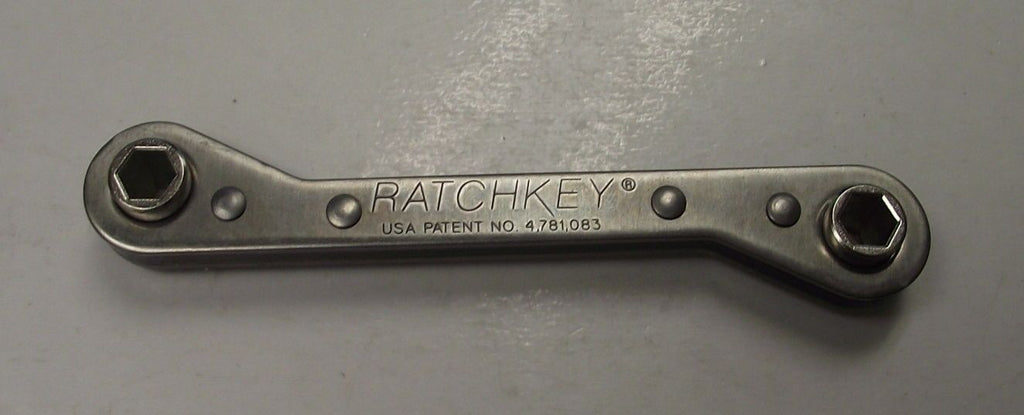 RATCHKEY®
USA PATENT NO. 4,781,083